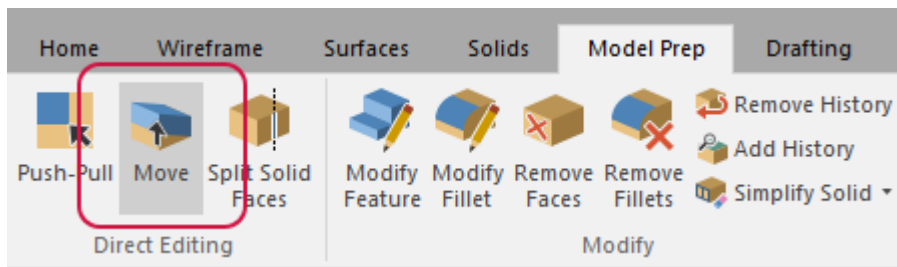 Home Wireframe Surfaces Solids Model Prep Drafting
Push-Pull Move Split Solid Faces
Modify Feature Modify Fillet Remove Faces Remove Fillets
Remove History
Add History
Simplify Solid
Direct Editing Modify